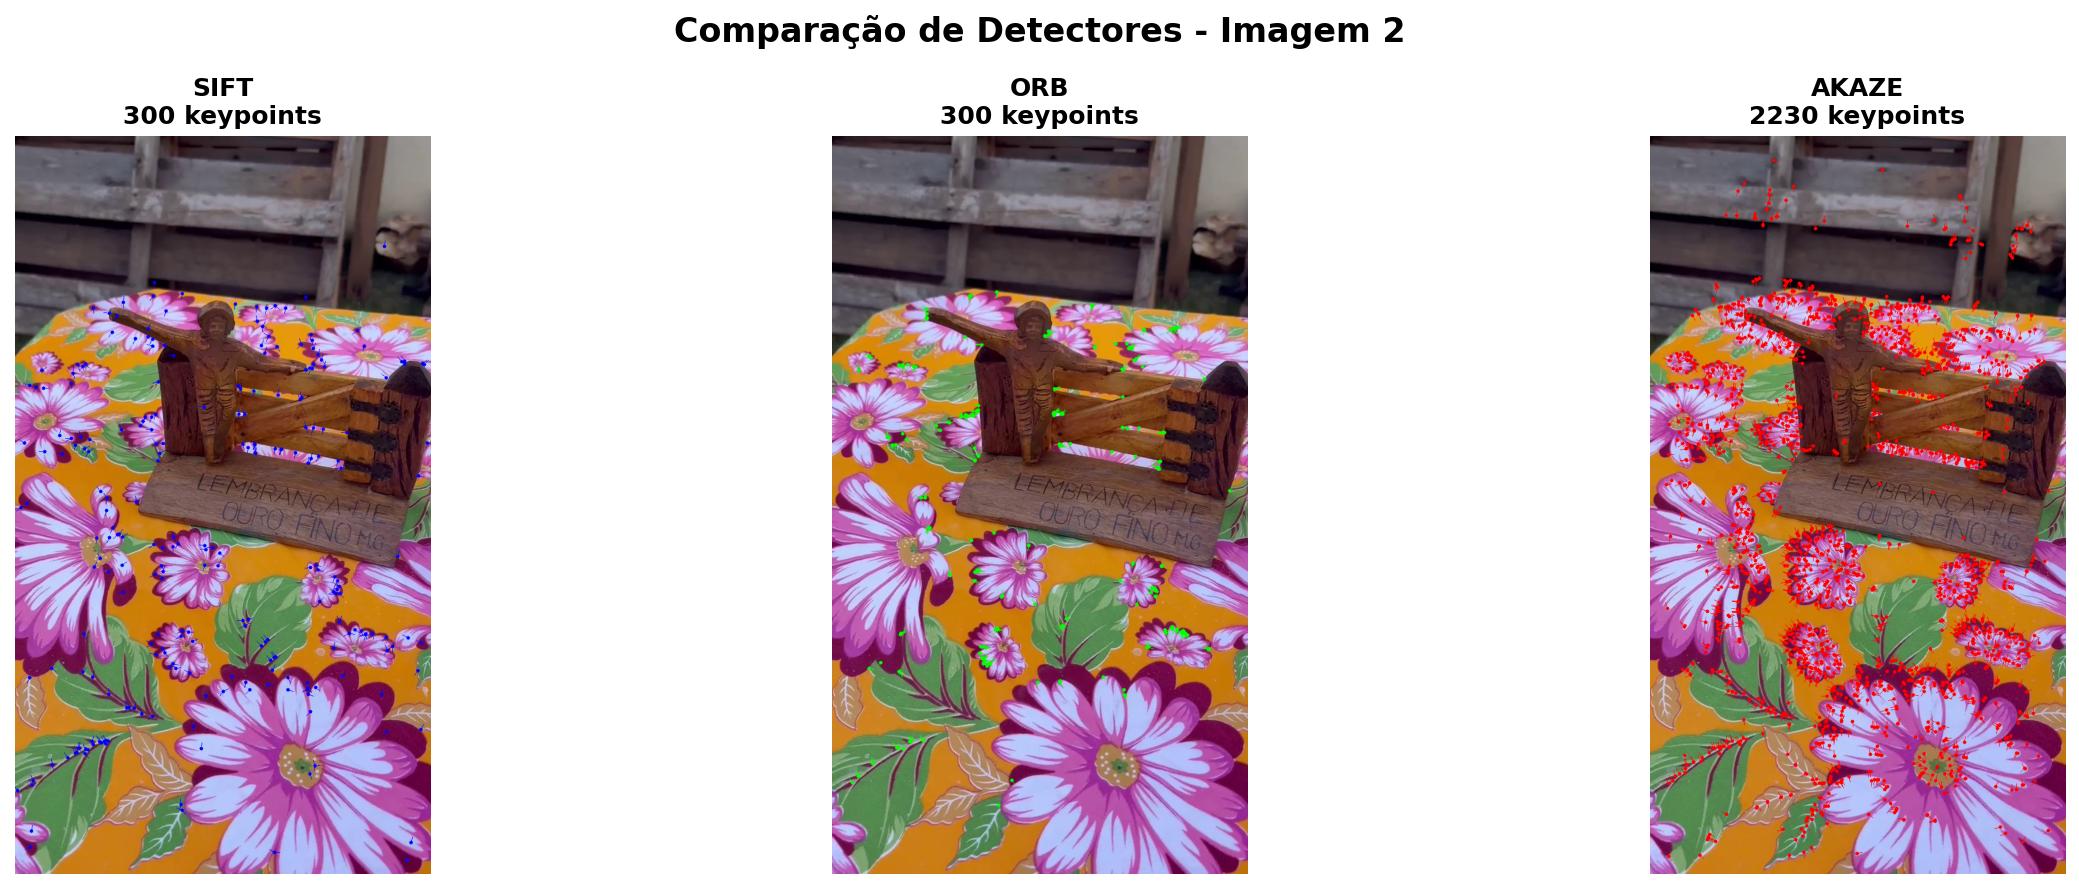 Comparação de Detectores - Imagem 2
SIFT
300 keypoints
ORB
300 keypoints
AKAZE
2230 keypoints
LEMBRANÇA·DE
OURO FINO MG
LEMBRANÇA·DE
OURO FINO MG
LEMBRANÇA·DE
OURO FINO MG